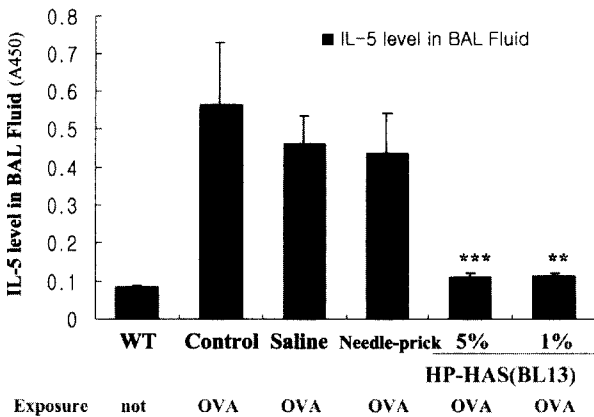 IL-5 level in BAL Fluid (A450)
0.8
0.7
0.6
0.5
0.4
0.3
0.2
0.1
0
■ IL-5 level in BAL Fluid
*** **
WT Control Saline Needle-prick 5% 1%
HP-HAS(BL13)
Exposure not OVA OVA OVA OVA OVA